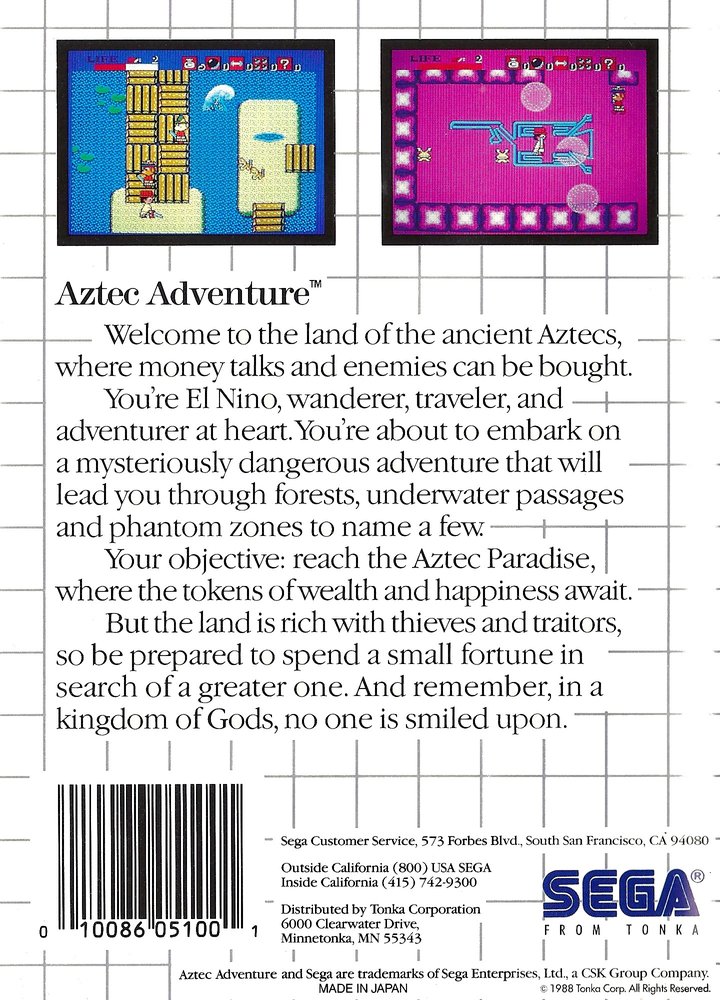 LIFE 2
LIFE 2
Aztec Adventure™
Welcome to the land of the ancient Aztecs,
where money talks and enemies can be bought.
You're El Nino, wanderer, traveler, and
adventurer at heart. You're about to embark on
a mysteriously dangerous adventure that will
lead you through forests, underwater passages
and phantom zones to name a few.
Your objective: reach the Aztec Paradise,
where the tokens of wealth and happiness await.
But the land is rich with thieves and traitors,
so be prepared to spend a small fortune in
search of a greater one. And remember, in a
kingdom of Gods, no one is smiled upon.
Sega Customer Service, 573 Forbes Blvd., South San Francisco, CA 94080
Outside California (800) USA SEGA
Inside California (415) 742-9300
Distributed by Tonka Corporation
6000 Clearwater Drive,
Minnetonka, MN 55343
SEGA®
FROM TONKA
0 10086 05100 1
Aztec Adventure and Sega are trademarks of Sega Enterprises, Ltd., a CSK Group Company.
MADE IN JAPAN
© 1988 Tonka Corp. All Rights Reserved.